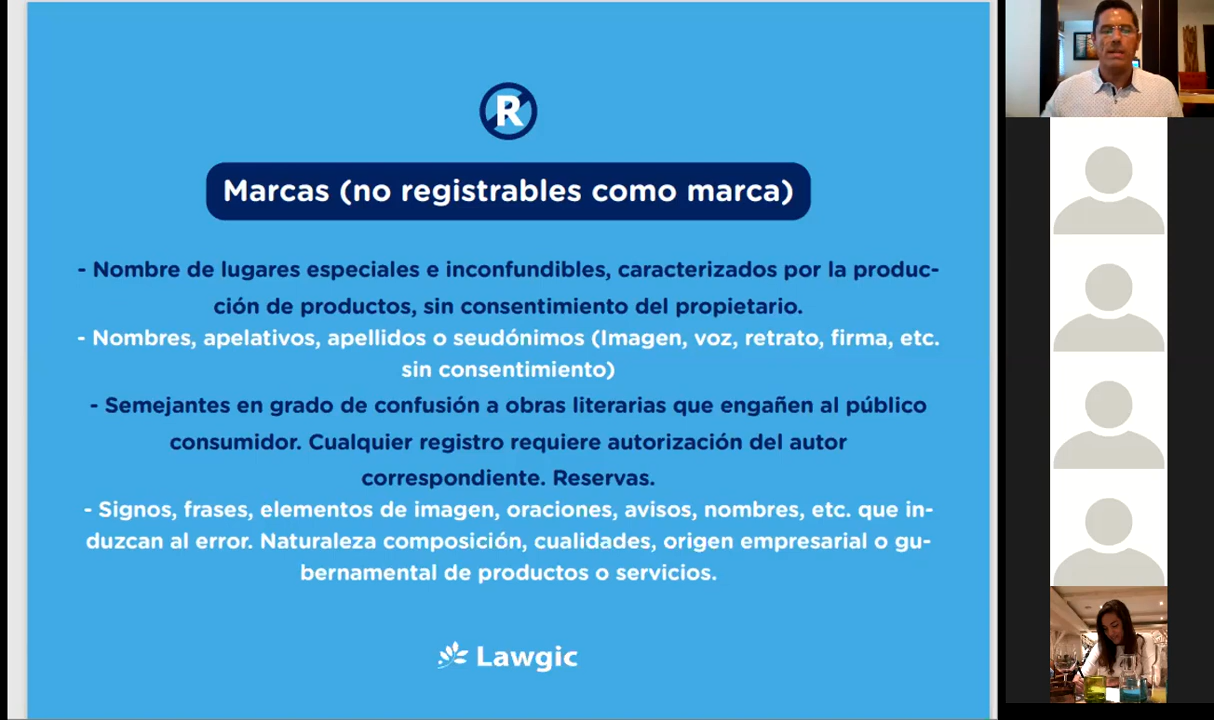 R
Marcas (no registrables como marca)
- Nombre de lugares especiales e inconfundibles, caracterizados por la produc-
ción de productos, sin consentimiento del propietario.
- Nombres, apelativos, apellidos o seudónimos (Imagen, voz, retrato, firma, etc.
sin consentimiento)
- Semejantes en grado de confusión a obras literarias que engañen al público
consumidor. Cualquier registro requiere autorización del autor
correspondiente. Reservas.
- Signos, frases, elementos de imagen, oraciones, avisos, nombres, etc. que in-
duzcan al error. Naturaleza composición, cualidades, origen empresarial o gu-
bernamental de productos o servicios.
Lawgic